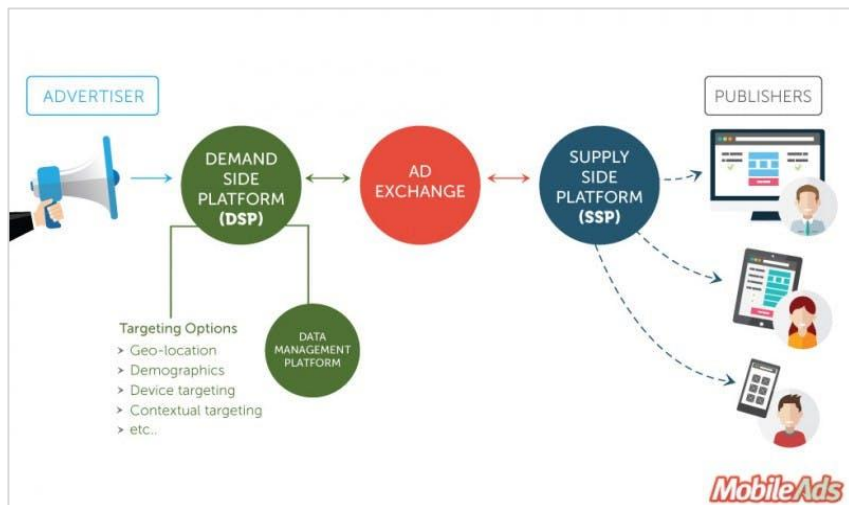 ADVERTISER
PUBLISHERS
DEMAND
SIDE
PLATFORM
(DSP)
AD
EXCHANGE
SUPPLY
SIDE
PLATFORM
(SSP)
Targeting Options
> Geo-location
> Demographics
> Device targeting
> Contextual targeting
> etc..
DATA
MANAGEMENT
PLATFORM
MobileAds